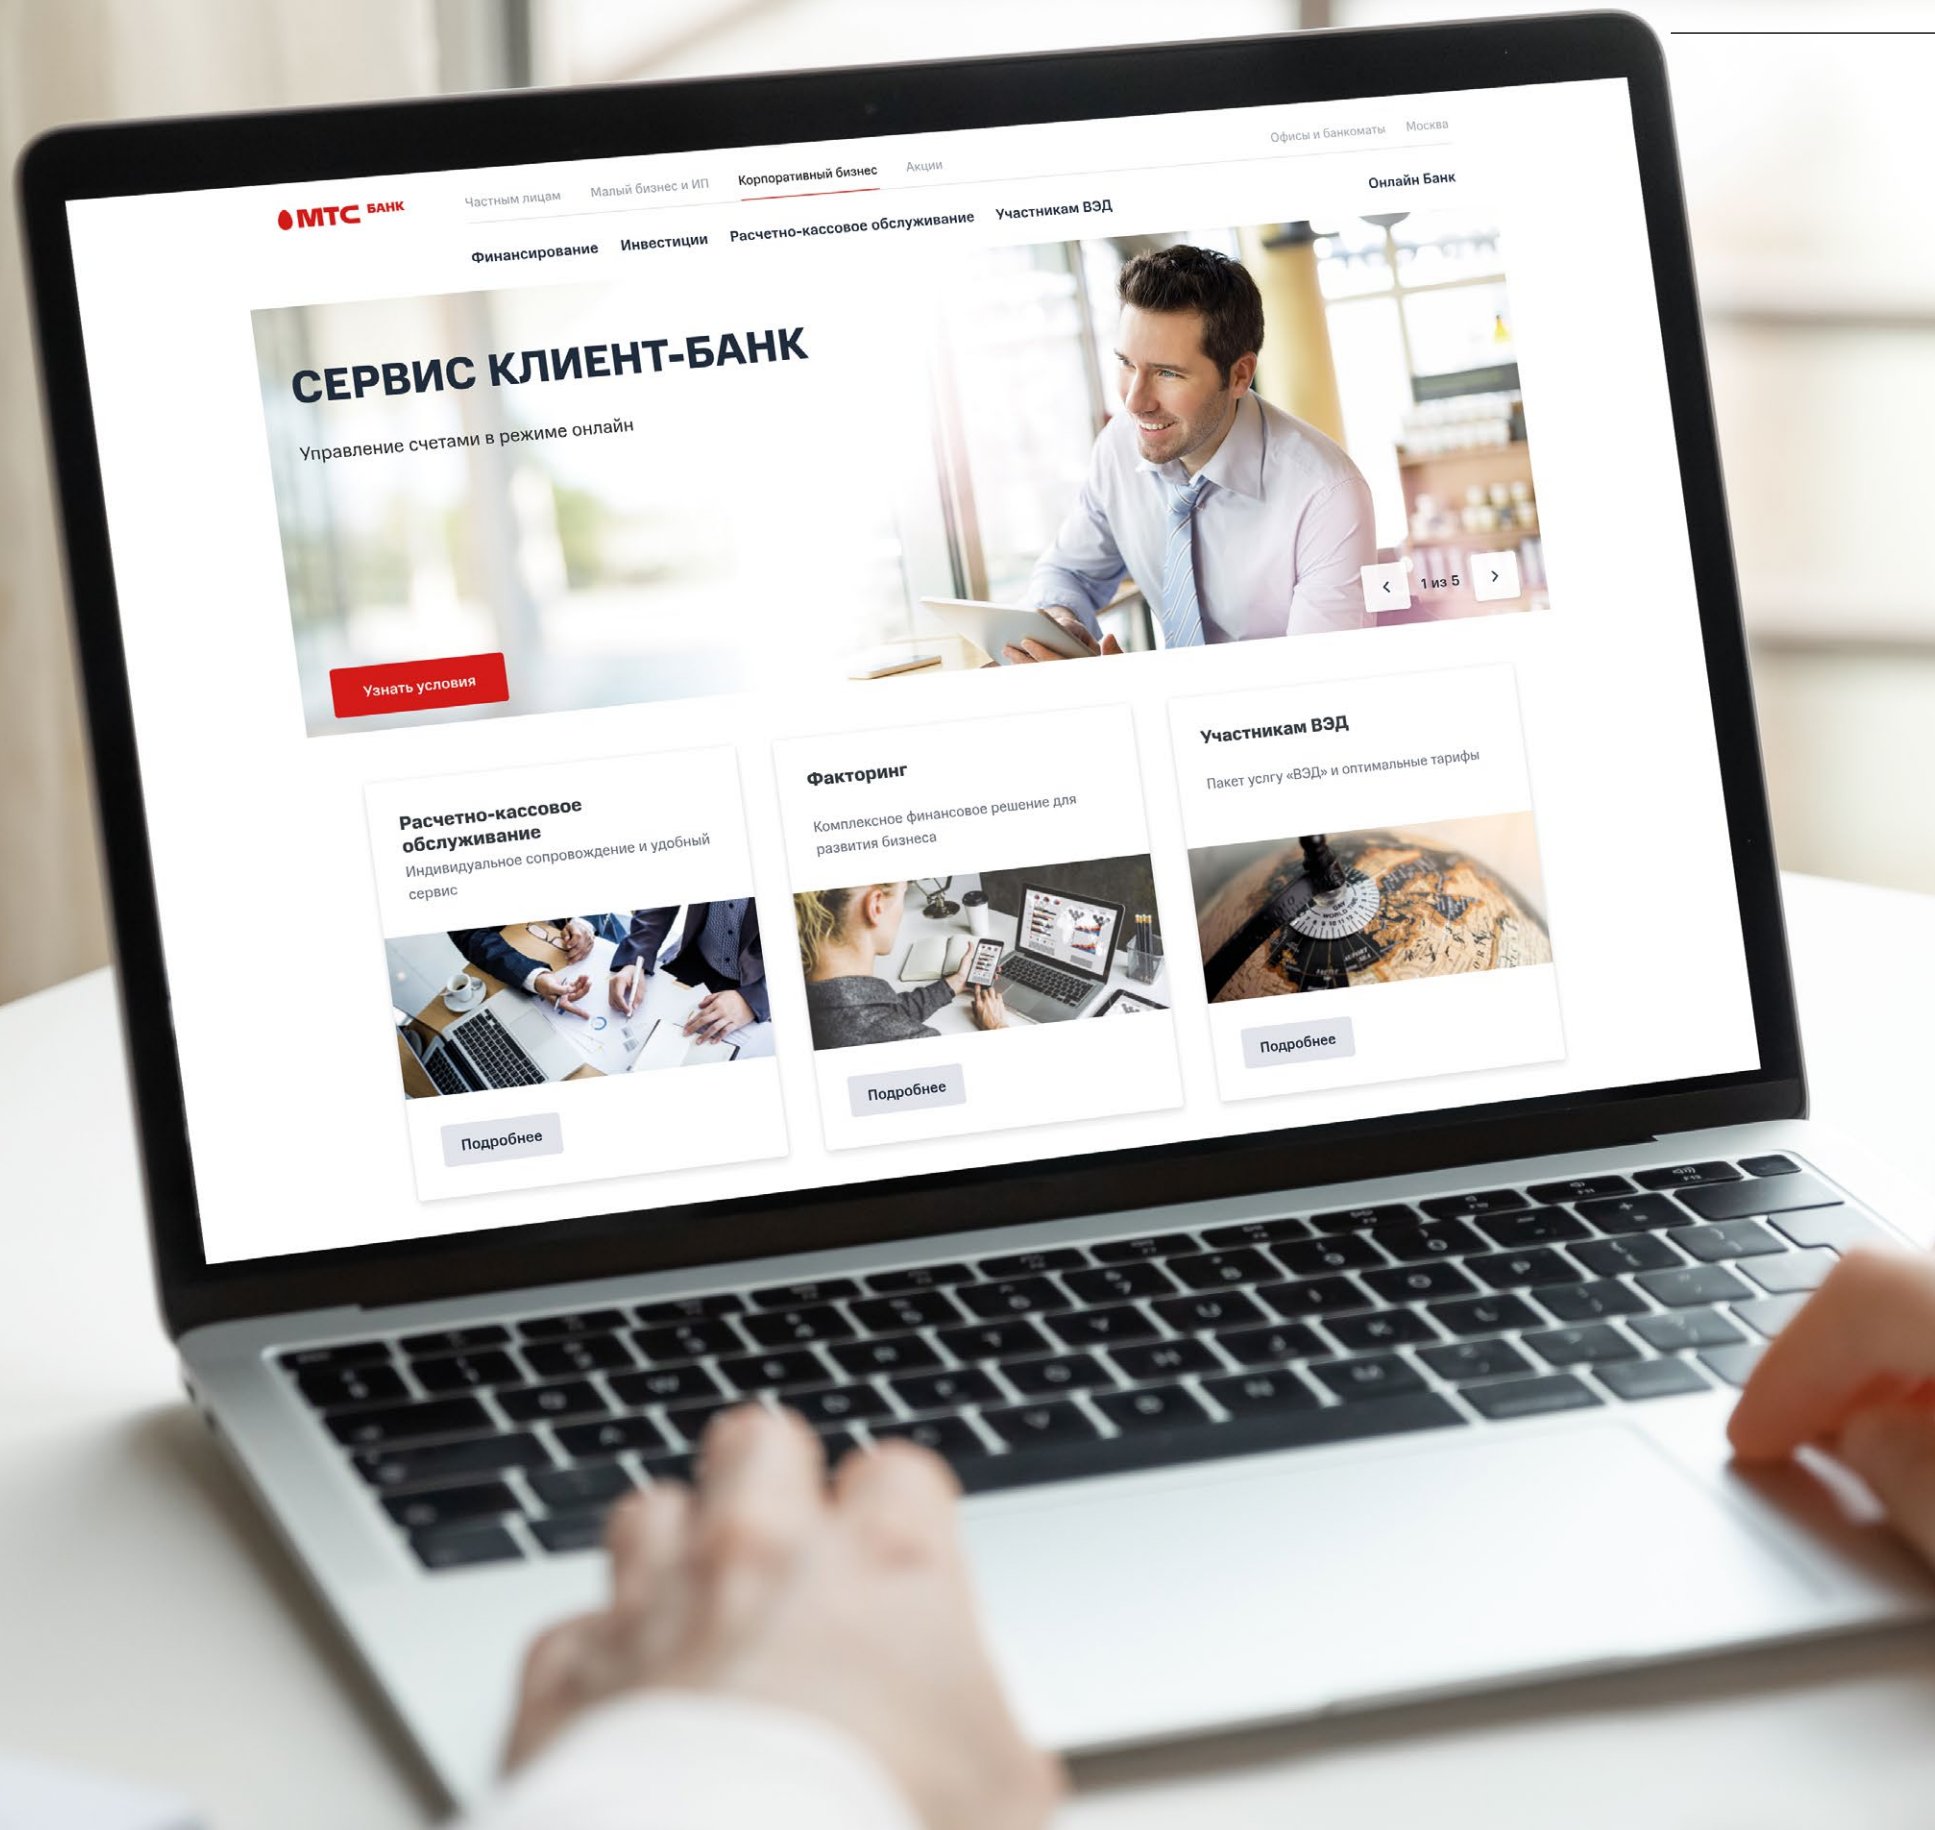 Офисы и банкоматы Москва
МТС БАНК
Частным лицам Малый бизнес и ИП Корпоративный бизнес Акции
Финансирование Инвестиции Расчетно-кассовое обслуживание Участникам ВЭД Онлайн Банк
СЕРВИС КЛИЕНТ-БАНК
Управление счетами в режиме онлайн
1 из 5
Узнать условия
Расчетно-кассовое
обслуживание
Индивидуальное сопровождение и удобный
сервис
Подробнее
Факторинг
Комплексное финансовое решение для
развития бизнеса
Подробнее
Участникам ВЭД
Пакет услгу «ВЭД» и оптимальные тарифы
Подробнее